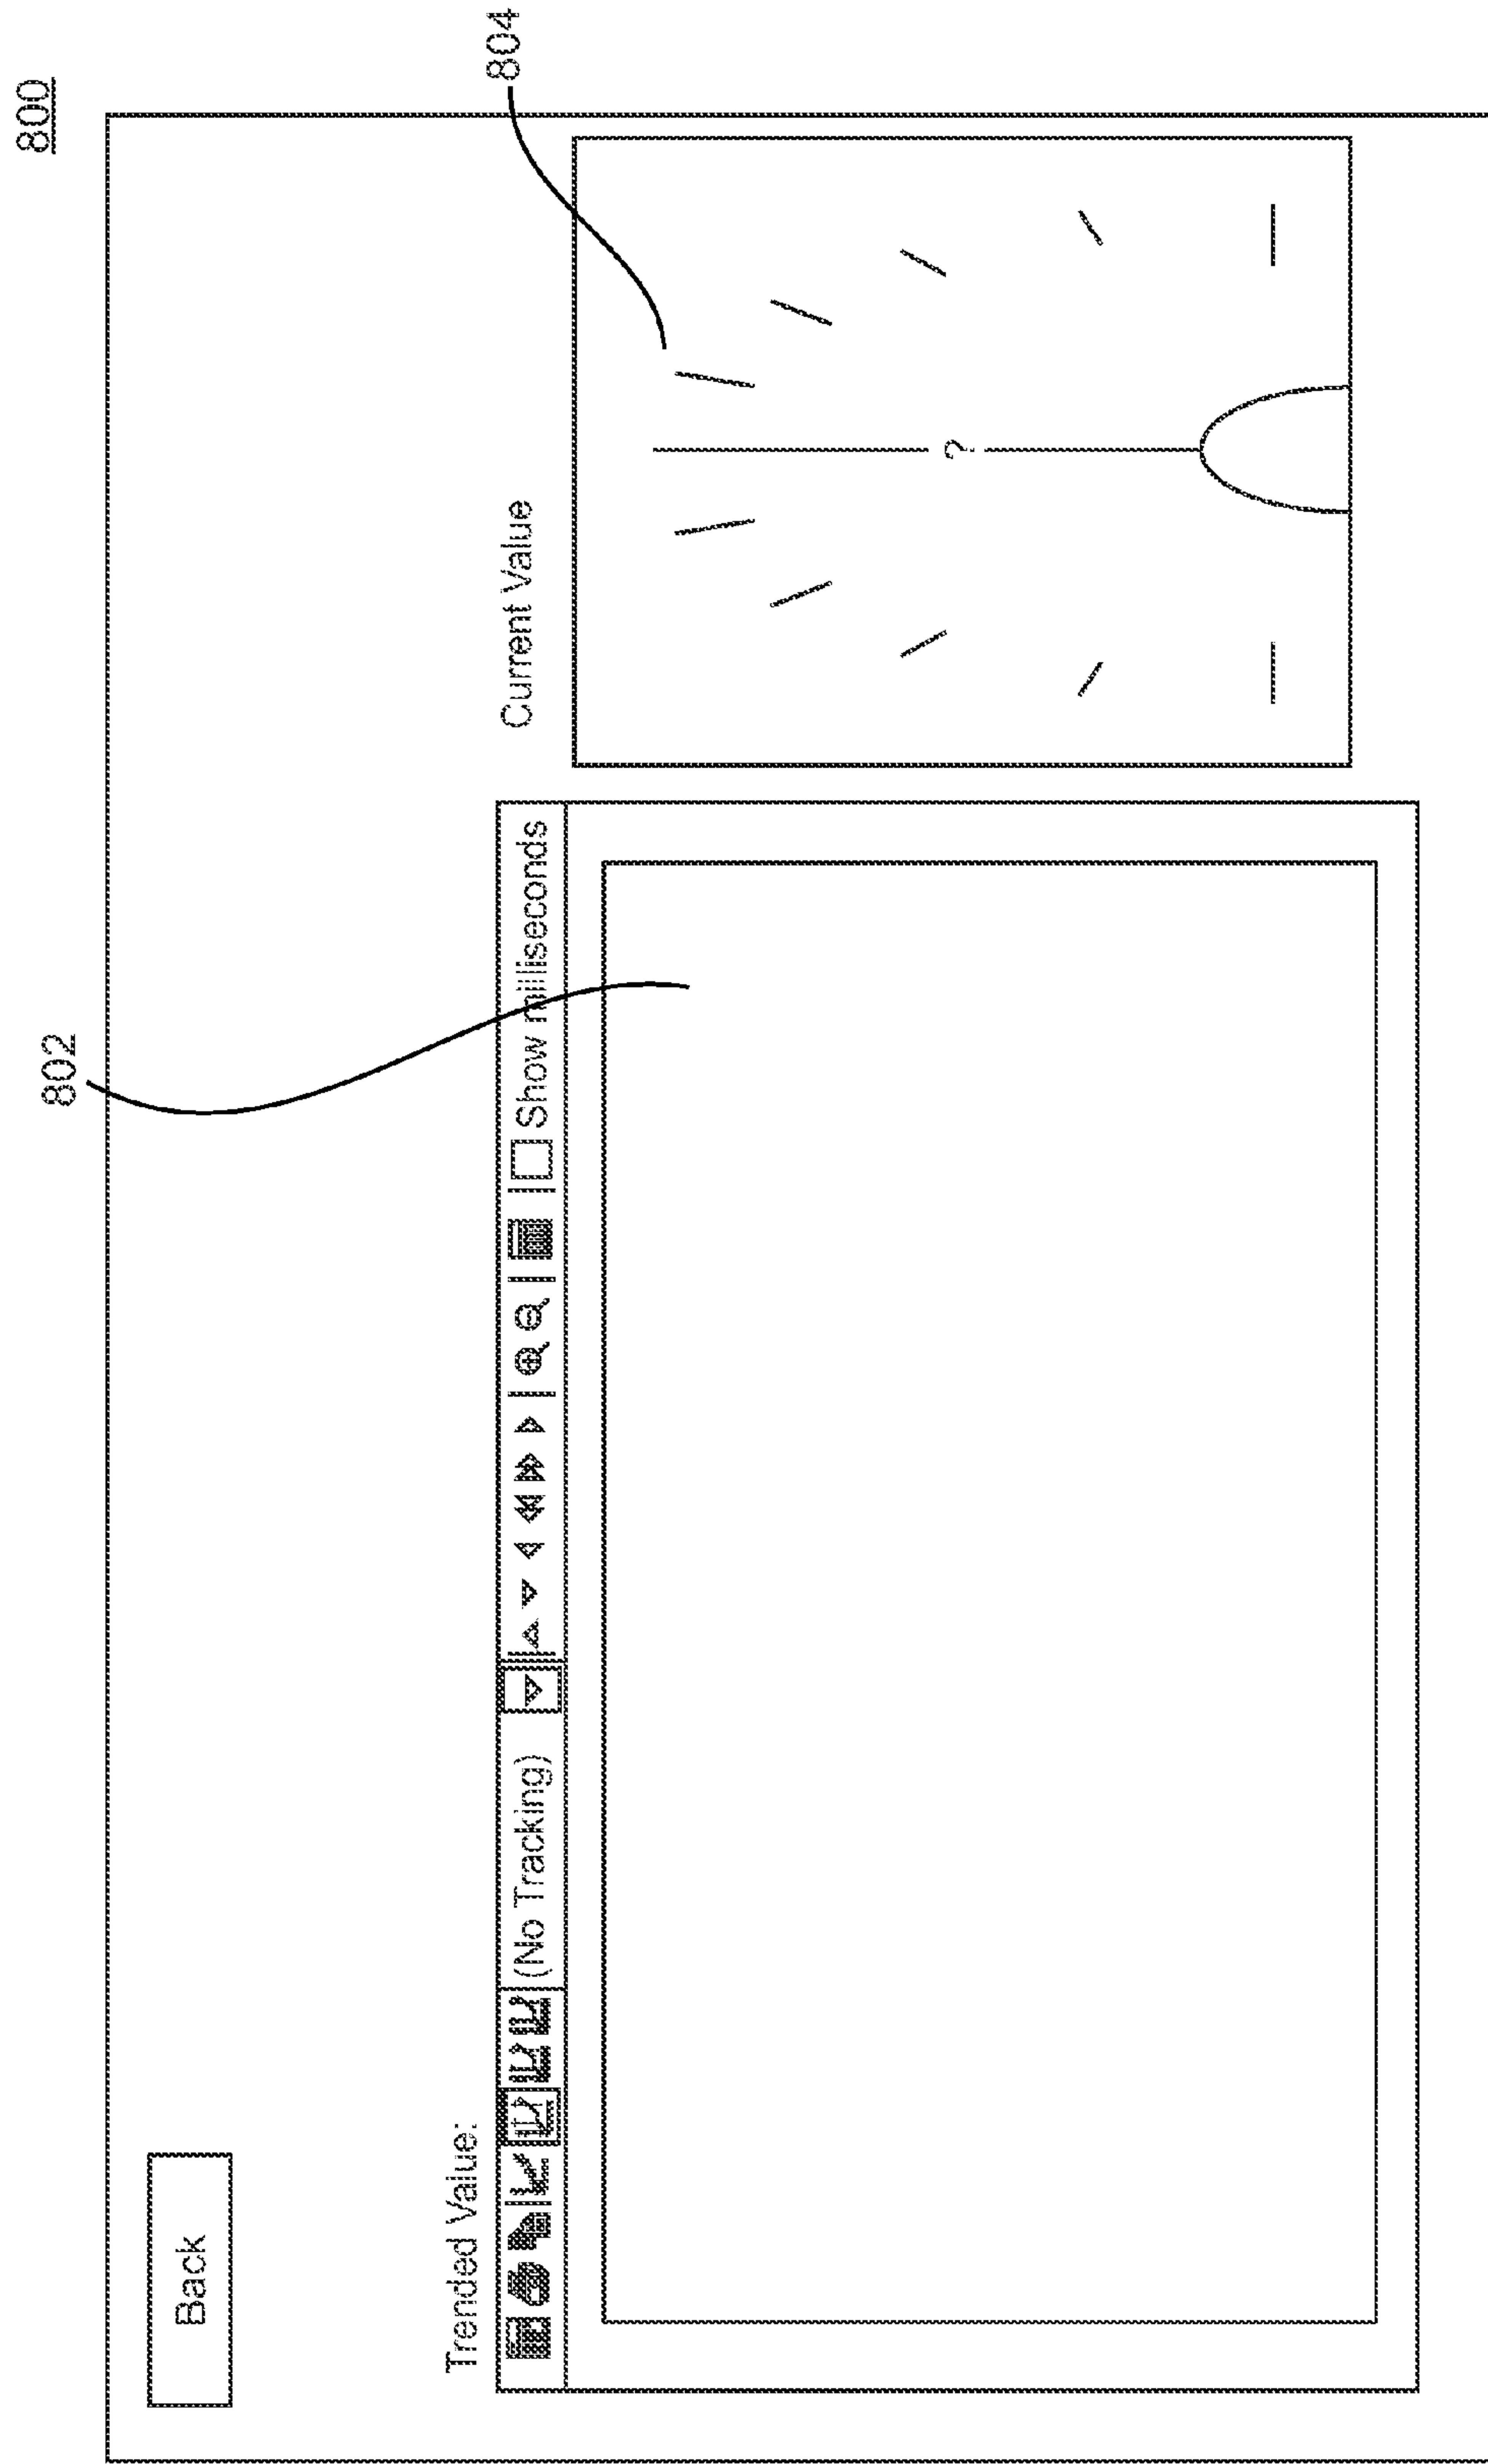 800
802
804
Back
Trended Value:
Current Value
(No Tracking)
Show milliseconds
?